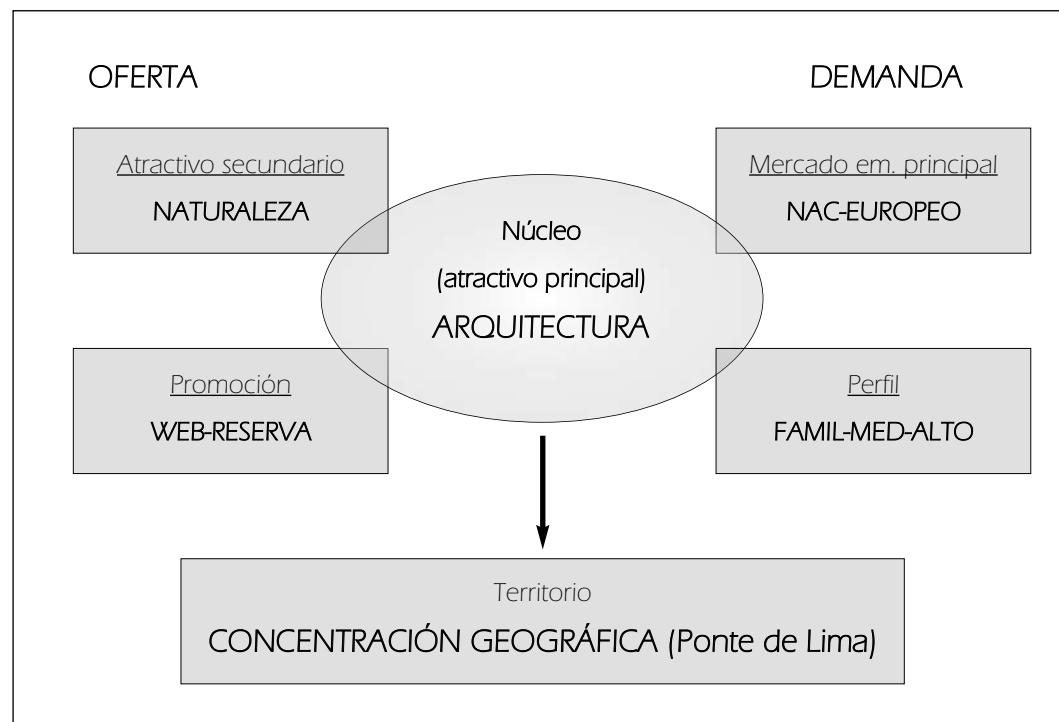 OFERTA
DEMANDA
Atractivo secundario
NATURALEZA
Mercado em. principal
NAC-EUROPEO
Núcleo
(atractivo principal)
ARQUITECTURA
Promoción
WEB-RESERVA
Perfil
FAMIL-MED-ALTO
Territorio
CONCENTRACIÓN GEOGRÁFICA (Ponte de Lima)